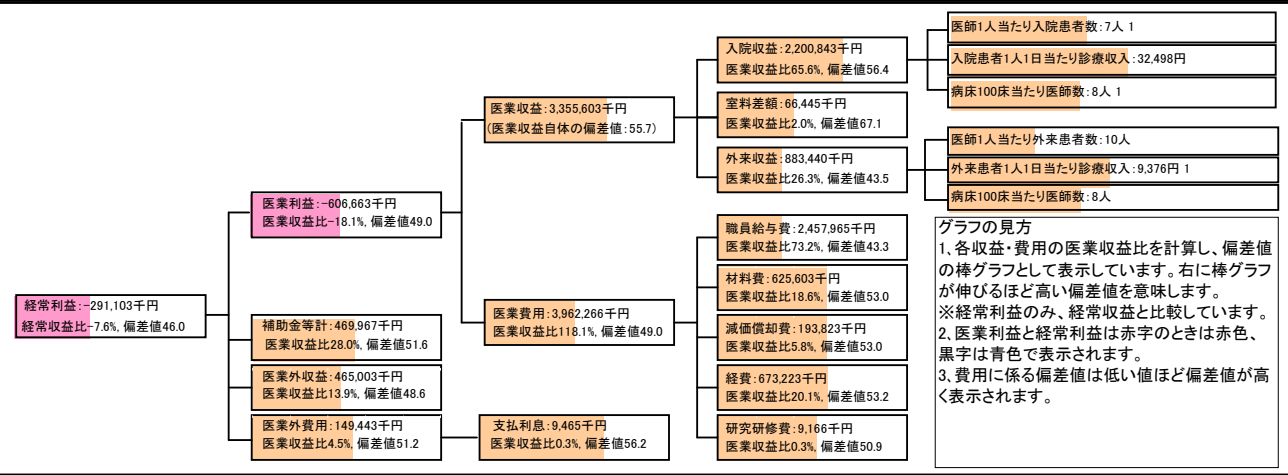 経常利益:-291,103千円
経常収益比-7.6%, 偏差値46.0
医業利益:-606,663千円
医業収益比-18.1%, 偏差値49.0
補助金等計:469,967千円
医業収益比28.0%, 偏差値51.6
医業外収益:465,003千円
医業収益比13.9%, 偏差値48.6
医業外費用:149,443千円
医業収益比4.5%, 偏差値51.2
医業収益:3,355,603千円
(医業収益自体の偏差値:55.7)
医業費用:3,962,266千円
医業収益比118.1%, 偏差値49.0
支払利息:9,465千円
医業収益比0.3%, 偏差値56.2
入院収益:2,200,843千円
医業収益比65.6%, 偏差値56.4
室料差額:66,445千円
医業収益比2.0%, 偏差値67.1
外来収益:883,440千円
医業収益比26.3%, 偏差値43.5
職員給与費:2,457,965千円
医業収益比73.2%, 偏差値43.3
材料費:625,603千円
医業収益比18.6%, 偏差値53.0
減価償却費:193,823千円
医業収益比5.8%, 偏差値53.0
経費:673,223千円
医業収益比20.1%, 偏差値53.2
研究研修費:9,166千円
医業収益比0.3%, 偏差値50.9
医師1人当たり入院患者数:7人 1
入院患者1人1日当たり診療収入:32,498円
病床100床当たり医師数:8人 1
医師1人当たり外来患者数:10人
外来患者1人1日当たり診療収入:9,376円 1
病床100床当たり医師数:8人
グラフの見方
1、各収益・費用の医業収益比を計算し、偏差値
の棒グラフとして表示しています。右に棒グラフ
が伸びるほど高い偏差値を意味します。
※経常利益のみ、経常収益と比較しています。
2、医業利益と経常利益は赤字のときは赤色、
黒字は青色で表示されます。
3、費用に係る偏差値は低い値ほど偏差値が高
く表示されます。